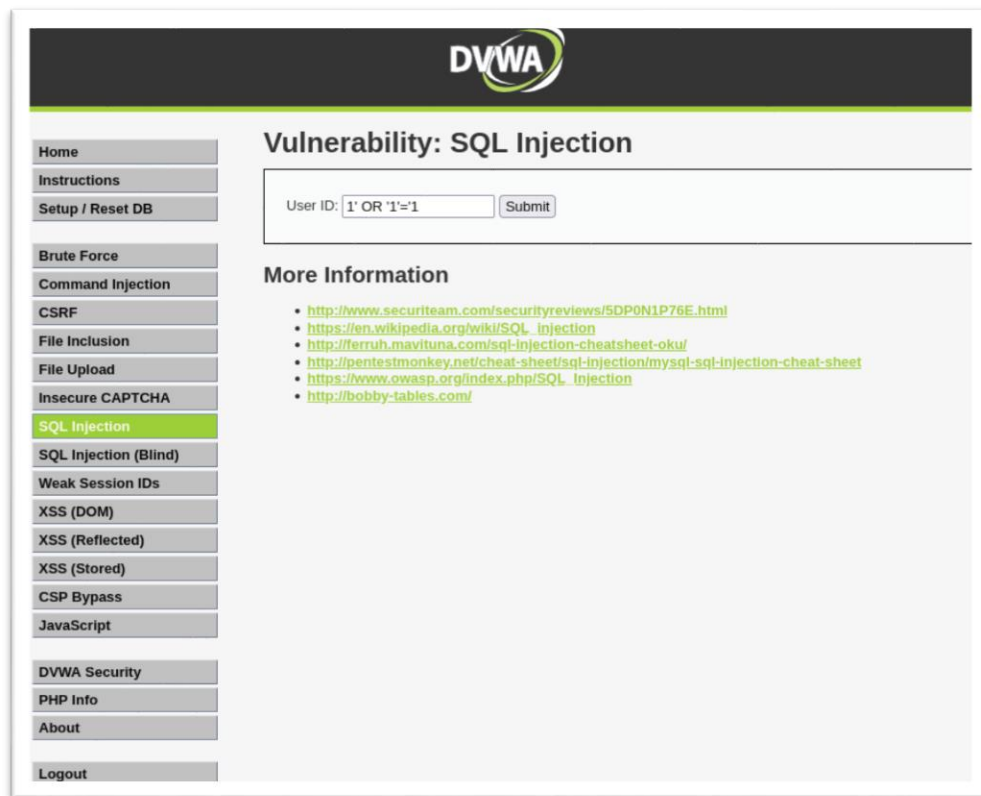 DVWA
Home
Instructions
Setup / Reset DB
Brute Force
Command Injection
CSRF
File Inclusion
File Upload
Insecure CAPTCHA
SQL Injection
SQL Injection (Blind)
Weak Session IDs
XSS (DOM)
XSS (Reflected)
XSS (Stored)
CSP Bypass
JavaScript
DVWA Security
PHP Info
About
Logout
Vulnerability: SQL Injection
User ID: 1' OR '1'='1 Submit
More Information
• http://www.securiteam.com/securityreviews/5DP0N1P76E.html
• https://en.wikipedia.org/wiki/SQL_injection
• http://ferruh.mavituna.com/sql-injection-cheatsheet-oku/
• http://pentestmonkey.net/cheat-sheet/sql-injection/mysql-sql-injection-cheat-sheet
• https://www.owasp.org/index.php/SQL_Injection
• http://bobby-tables.com/